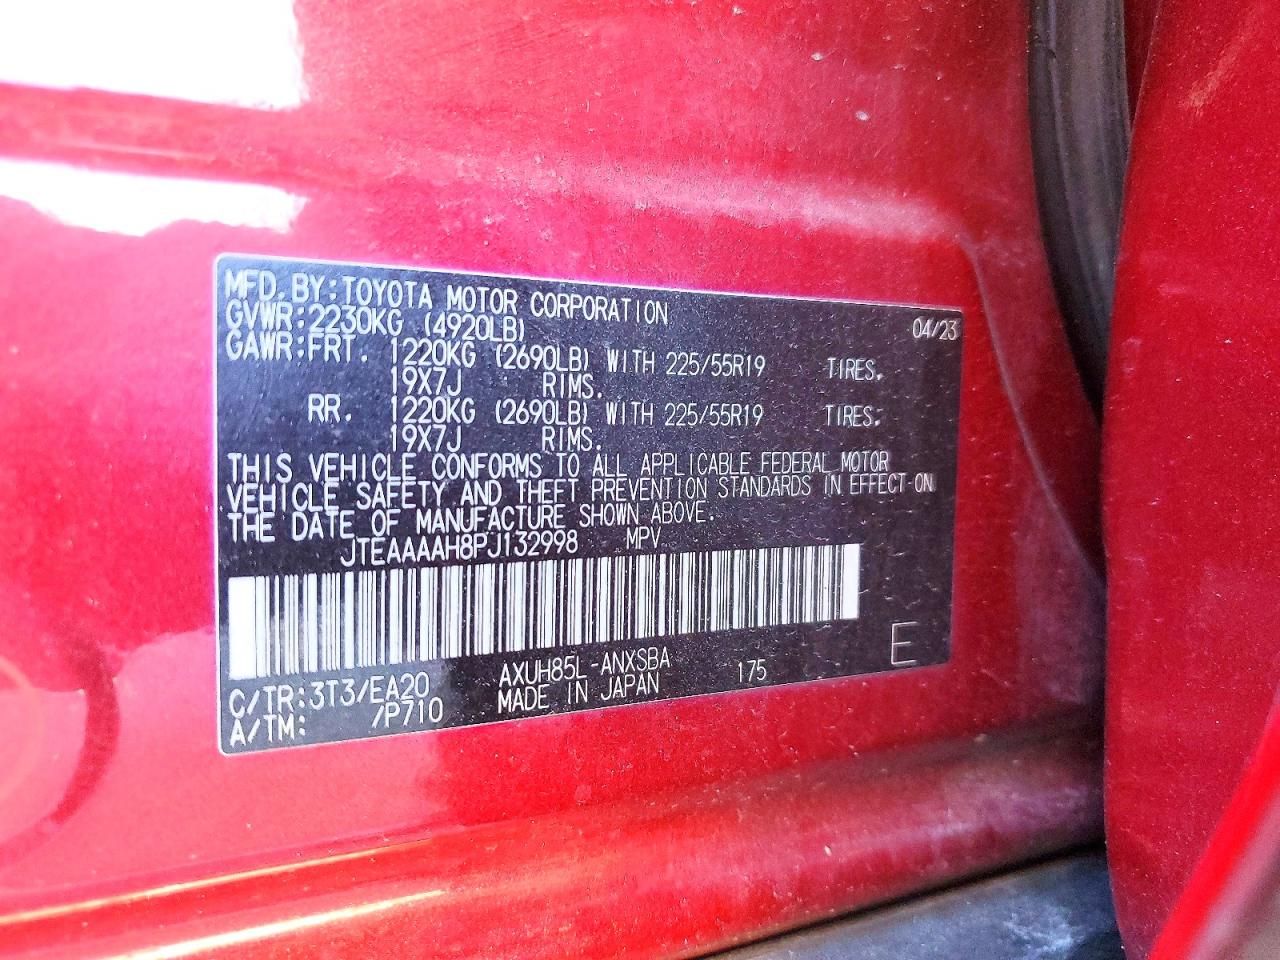 MFD. BY: TOYOTA MOTOR CORPORATION 04/23
GVWR: 2230KG (4920LB)
GAWR: FRT. 1220KG (2690LB) WITH 225/55R19 TIRES,
19X7J RIMS.
RR. 1220KG (2690LB) WITH 225/55R19 TIRES;
19X7J RIMS.
THIS VEHICLE CONFORMS TO ALL APPLICABLE FEDERAL MOTOR
VEHICLE SAFETY AND THEFT PREVENTION STANDARDS IN EFFECT ON
THE DATE OF MANUFACTURE SHOWN ABOVE.
JTEAAAAH8PJ132998 MPV
E
C/TR: 3T3/EA20 AXUH85L-ANXSBA 175
A/TM: /P710 MADE IN JAPAN